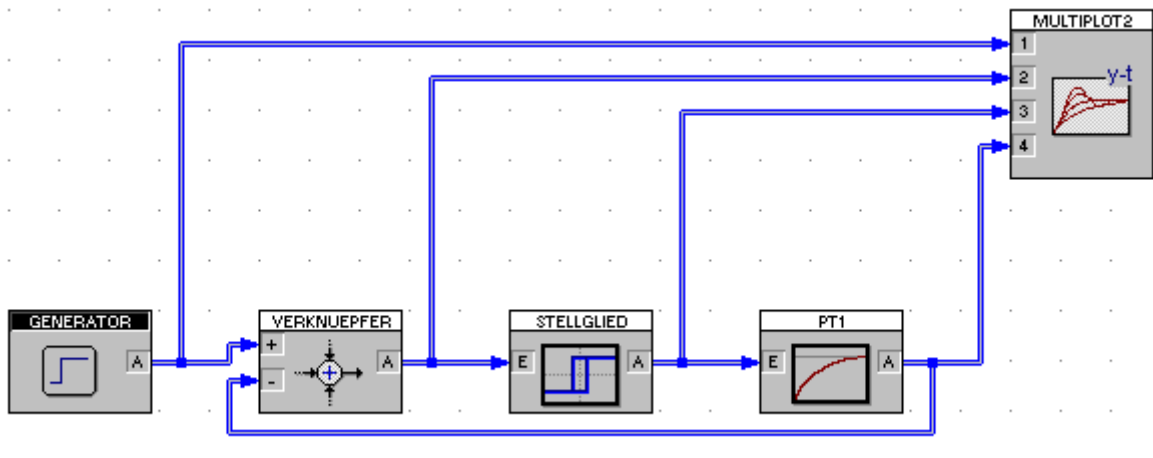 MULTIPLOT2
1
y-t
2
3
4
GENERATOR
A
VERKNUEPFER
+
-
A
STELLGLIED
E
A
PT1
E
A